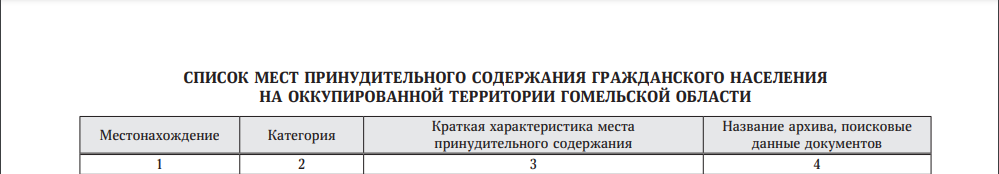 СПИСОК МЕСТ ПРИНУДИТЕЛЬНОГО СОДЕРЖАНИЯ ГРАЖДАНСКОГО НАСЕЛЕНИЯ
НА ОККУПИРОВАННОЙ ТЕРРИТОРИИ ГОМЕЛЬСКОЙ ОБЛАСТИ
Местонахождение
Категория
Краткая характеристика места
принудительного содержания
Название архива, поисковые
данные документов
1
2
3
4